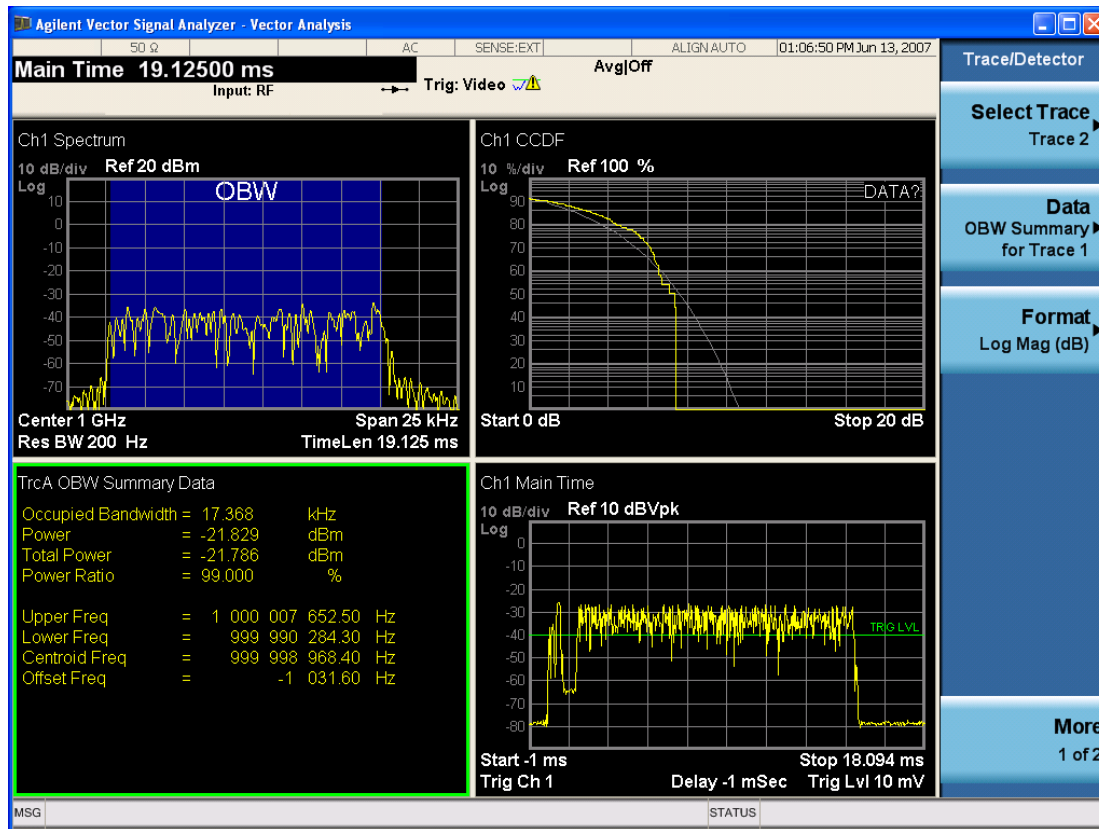 Agilent Vector Signal Analyzer - Vector Analysis
50 Ω AC SENSE:EXT ALIGN AUTO 01:06:50 PM Jun 13, 2007
Main Time 19.12500 ms
Input: RF
Trig: Video
Avg|Off
Ch1 Spectrum
10 dB/div Ref 20 dBm
Log
OBW
10
0
-10
-20
-30
-40
-50
-60
-70
Center 1 GHz Span 25 kHz
Res BW 200 Hz TimeLen 19.125 ms
Ch1 CCDF
10 %/div Ref 100 %
Log
DATA?
90
80
70
60
50
40
30
20
10
Start 0 dB Stop 20 dB
TrcA OBW Summary Data
Occupied Bandwidth = 17.368 kHz
Power = -21.829 dBm
Total Power = -21.786 dBm
Power Ratio = 99.000 %
Upper Freq = 1 000 007 652.50 Hz
Lower Freq = 999 990 284.30 Hz
Centroid Freq = 999 998 968.40 Hz
Offset Freq = -1 031.60 Hz
Ch1 Main Time
10 dB/div Ref 10 dBVpk
Log
0
-10
-20
-30
-40
-50
-60
-70
-80
TRIG LVL
Start -1 ms Stop 18.094 ms
Trig Ch 1 Delay -1 mSec Trig Lvl 10 mV
Trace/Detector
Select Trace
Trace 2
Data
OBW Summary
for Trace 1
Format
Log Mag (dB)
More
1 of 2
MSG STATUS